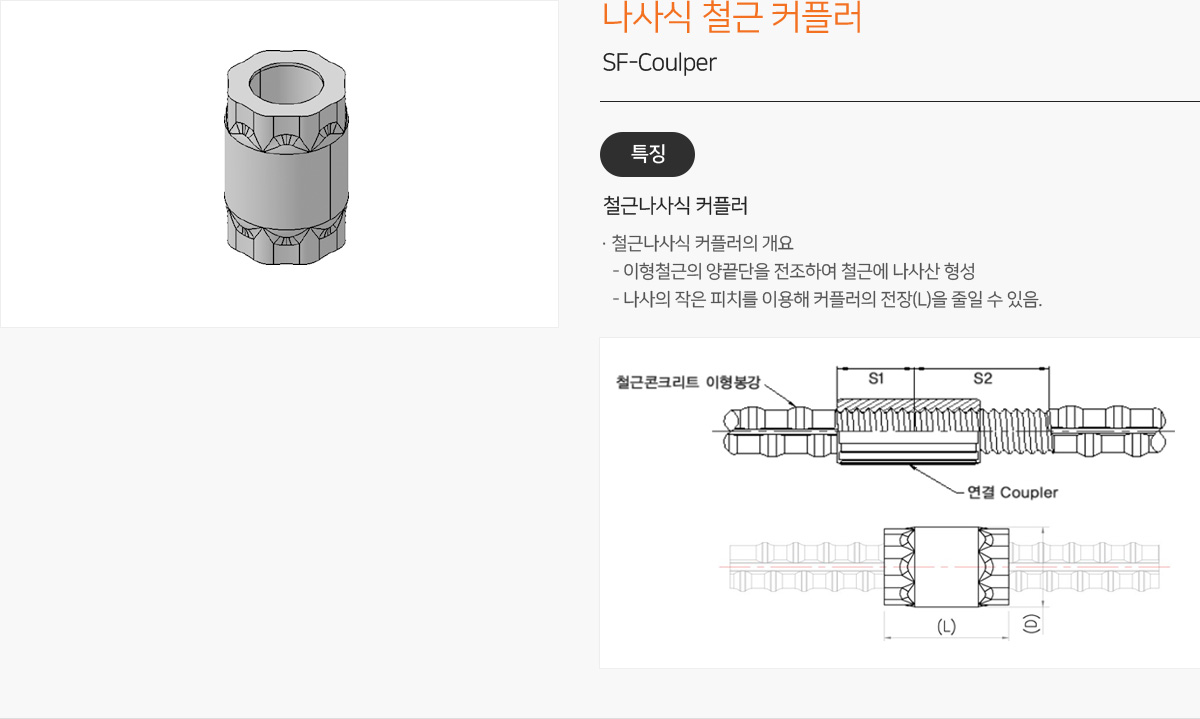 나사식 철근 커플러
SF-Coulper
특징
철근나사식 커플러
· 철근나사식 커플러의 개요
- 이형철근의 양끝단을 전조하여 철근에 나사산 형성
- 나사의 작은 피치를 이용해 커플러의 전장(L)을 줄일 수 있음.
철근콘크리트 이형봉강
S1
S2
연결 Coupler
(L)
(D)